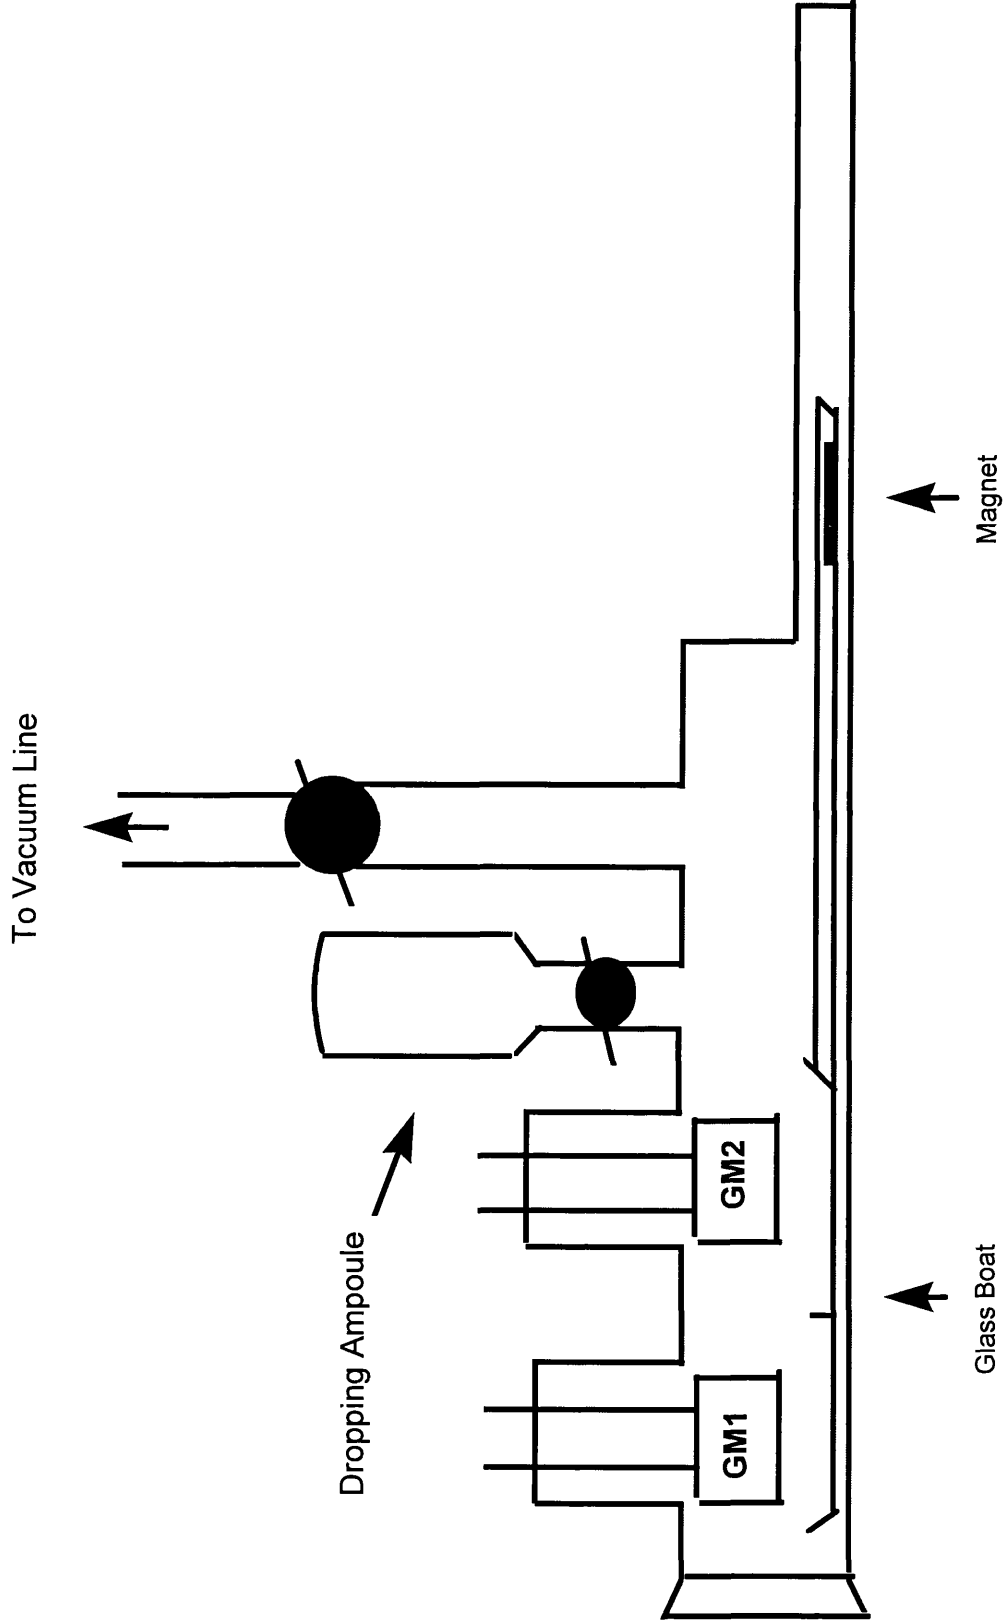 To Vacuum Line
Dropping Ampoule
GM1
GM2
Glass Boat
Magnet